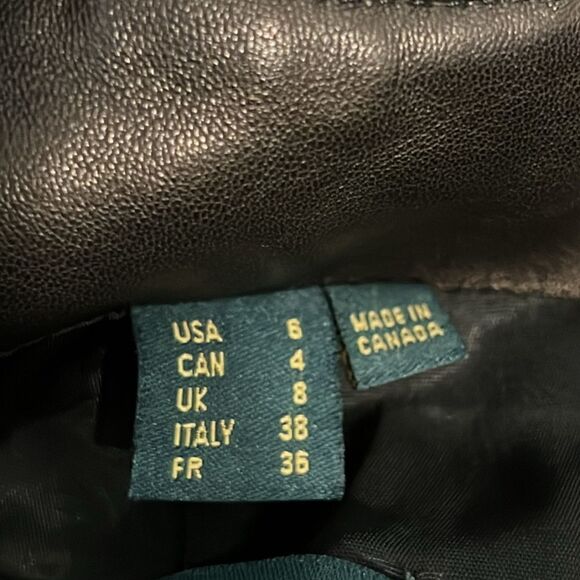 USA 6
CAN 4
UK 8
ITALY 38
FR 36
MADE IN
CANADA